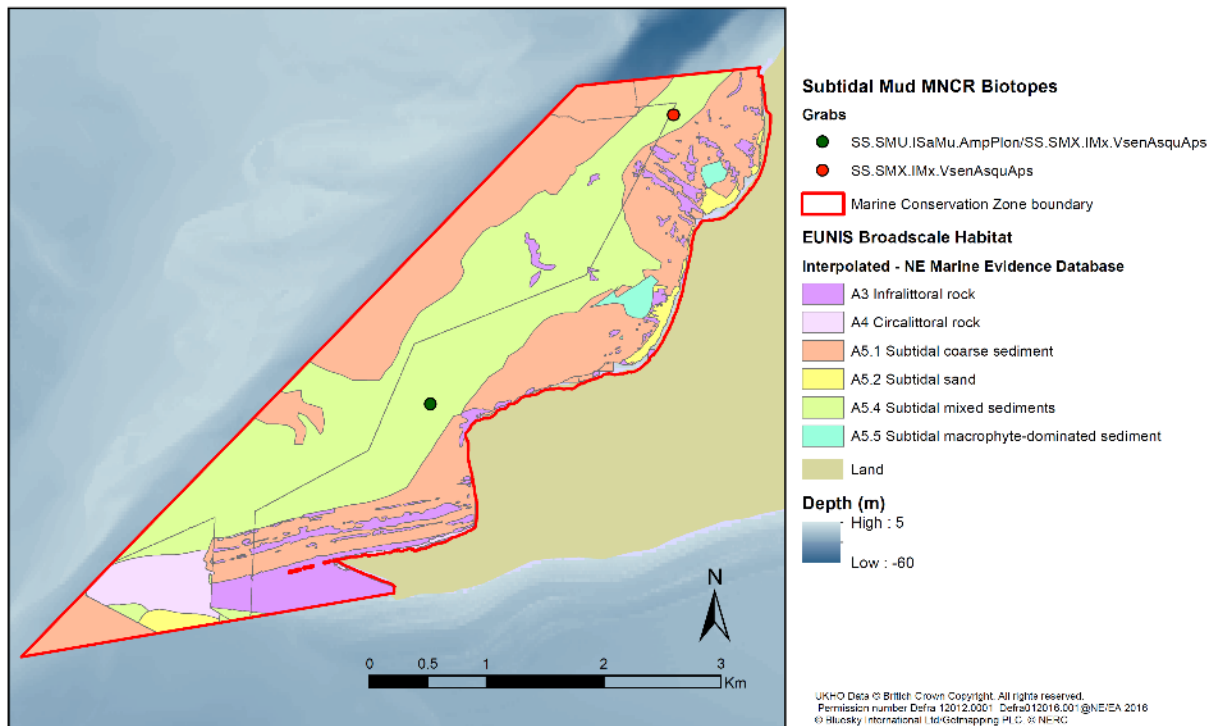 Subtidal Mud MNCR Biotopes
Grabs
SS.SMU.ISaMu.AmpPlon/SS.SMX.IMx.VsenAsquAps
SS.SMX.IMx.VsenAsquAps
Marine Conservation Zone boundary
EUNIS Broadscale Habitat
Interpolated - NE Marine Evidence Database
A3 Infralittoral rock
A4 Circalittoral rock
A5.1 Subtidal coarse sediment
A5.2 Subtidal sand
A5.4 Subtidal mixed sediments
A5.5 Subtidal macrophyte-dominated sediment
Land
Depth (m)
High : 5
Low : -60
N
0 0.5 1 2 3
Km
UKHO Data © British Crown Copyright. All rights reserved.
Permission number Defra 12012.0001 Defra012016.001@NE/EA 2016
© Bluesky International Ltd/Getmapping PLC © NERC